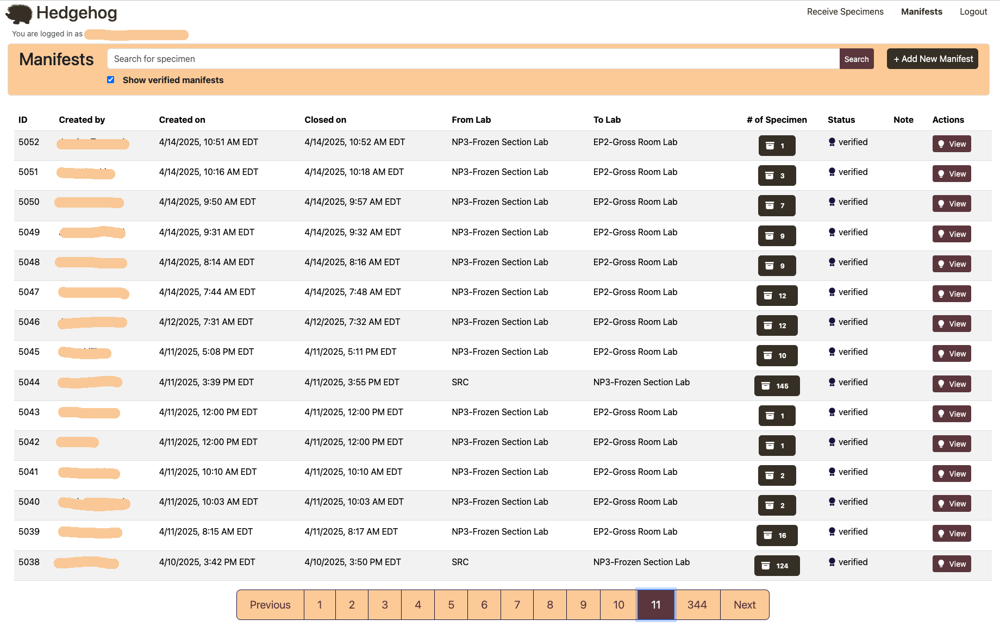 Hedgehog
Receive Specimens Manifests Logout
You are logged in as
Manifests Search for specimen Search + Add New Manifest
Show verified manifests
ID Created by Created on Closed on From Lab To Lab # of Specimen Status Note Actions
5052 4/14/2025, 10:51 AM EDT 4/14/2025, 10:52 AM EDT NP3-Frozen Section Lab EP2-Gross Room Lab 1 verified View
5051 4/14/2025, 10:16 AM EDT 4/14/2025, 10:18 AM EDT NP3-Frozen Section Lab EP2-Gross Room Lab 3 verified View
5050 4/14/2025, 9:50 AM EDT 4/14/2025, 9:57 AM EDT NP3-Frozen Section Lab EP2-Gross Room Lab 7 verified View
5049 4/14/2025, 9:31 AM EDT 4/14/2025, 9:32 AM EDT NP3-Frozen Section Lab EP2-Gross Room Lab 9 verified View
5048 4/14/2025, 8:14 AM EDT 4/14/2025, 8:16 AM EDT NP3-Frozen Section Lab EP2-Gross Room Lab 9 verified View
5047 4/14/2025, 7:44 AM EDT 4/14/2025, 7:48 AM EDT NP3-Frozen Section Lab EP2-Gross Room Lab 12 verified View
5046 4/12/2025, 7:31 AM EDT 4/12/2025, 7:32 AM EDT NP3-Frozen Section Lab EP2-Gross Room Lab 12 verified View
5045 4/11/2025, 5:08 PM EDT 4/11/2025, 5:11 PM EDT NP3-Frozen Section Lab EP2-Gross Room Lab 10 verified View
5044 4/11/2025, 3:39 PM EDT 4/11/2025, 3:55 PM EDT SRC NP3-Frozen Section Lab 145 verified View
5043 4/11/2025, 12:00 PM EDT 4/11/2025, 12:00 PM EDT NP3-Frozen Section Lab EP2-Gross Room Lab 1 verified View
5042 4/11/2025, 12:00 PM EDT 4/11/2025, 12:00 PM EDT NP3-Frozen Section Lab EP2-Gross Room Lab 1 verified View
5041 4/11/2025, 10:10 AM EDT 4/11/2025, 10:10 AM EDT NP3-Frozen Section Lab EP2-Gross Room Lab 2 verified View
5040 4/11/2025, 10:03 AM EDT 4/11/2025, 10:03 AM EDT NP3-Frozen Section Lab EP2-Gross Room Lab 2 verified View
5039 4/11/2025, 8:15 AM EDT 4/11/2025, 8:17 AM EDT NP3-Frozen Section Lab EP2-Gross Room Lab 16 verified View
5038 4/10/2025, 3:42 PM EDT 4/10/2025, 3:50 PM EDT SRC NP3-Frozen Section Lab 124 verified View
Previous 1 2 3 4 5 6 7 8 9 10 11 344 Next